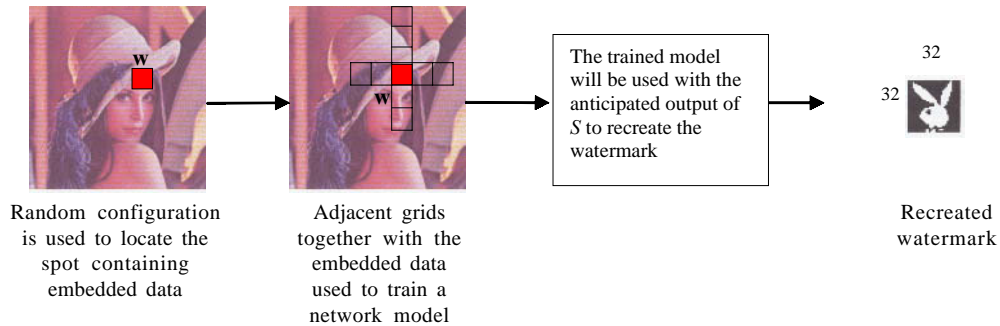 w
Random configuration
is used to locate the
spot containing
embedded data
w
Adjacent grids
together with the
embedded data
used to train a
network model
The trained model
will be used with the
anticipated output of
S to recreate the
watermark
32
32
Recreated
watermark